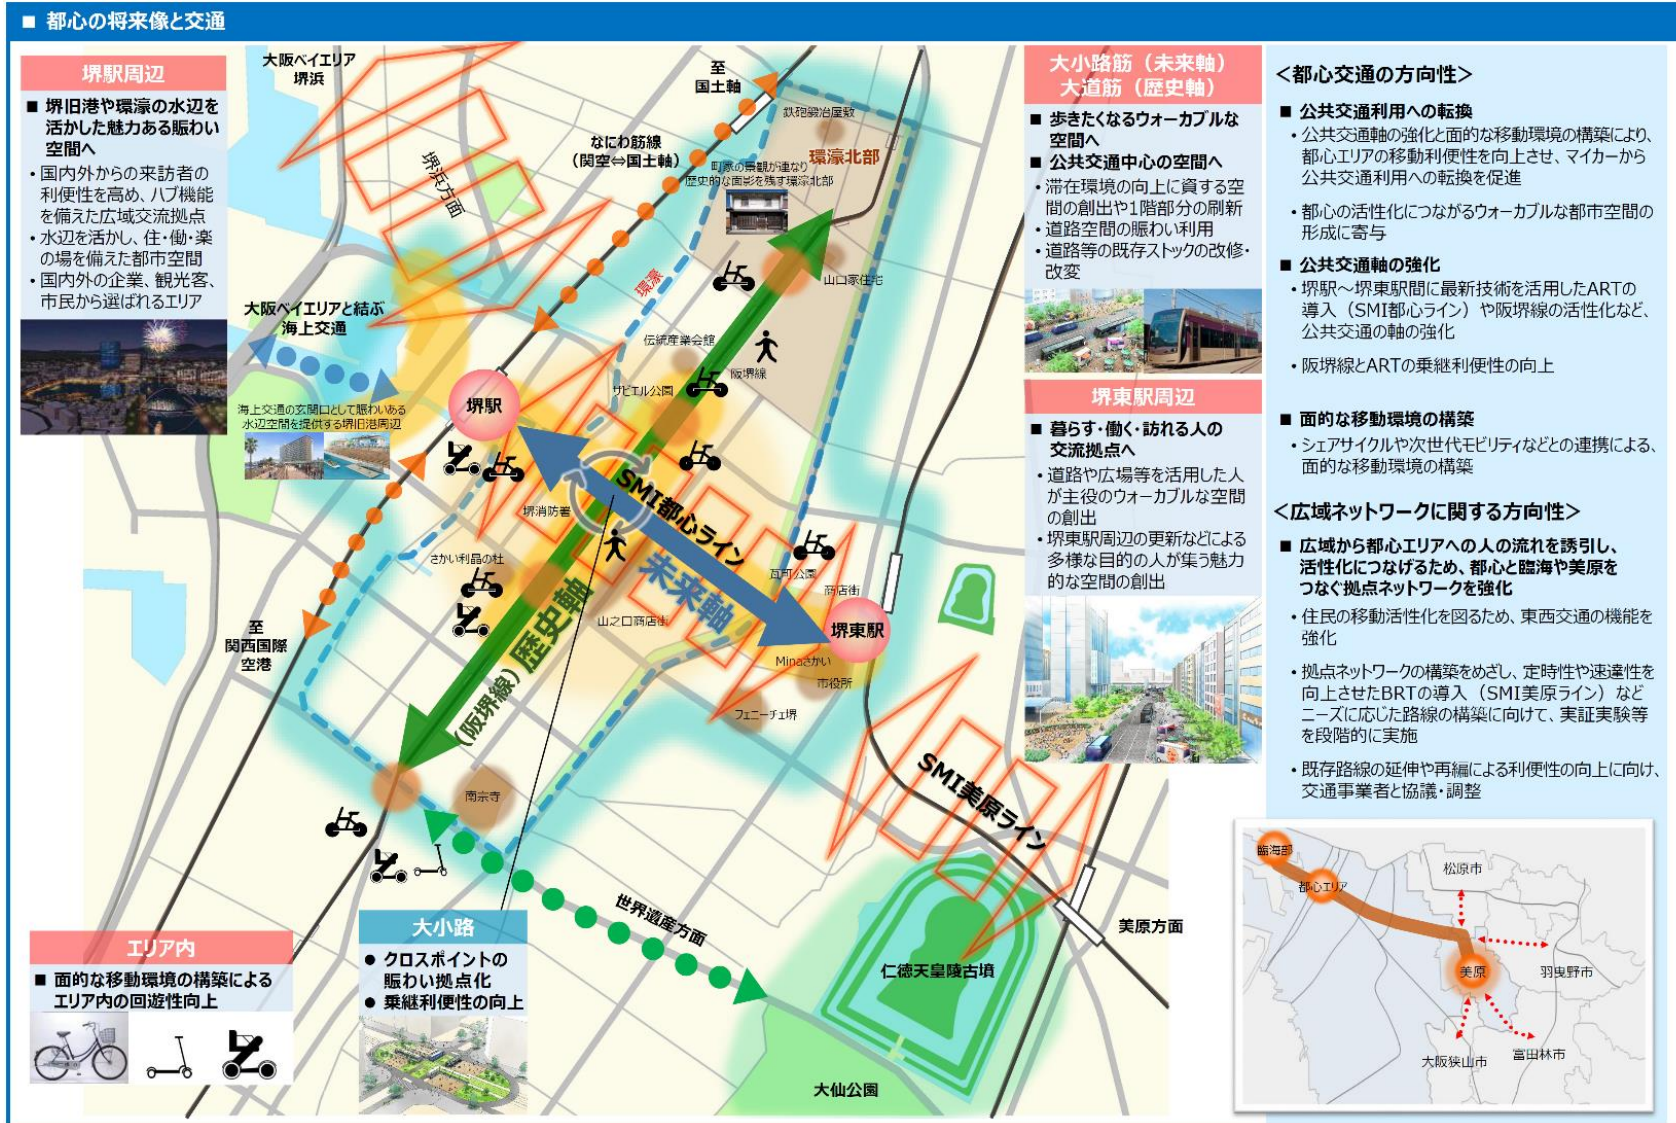 ■ 都心の将来像と交通
堺駅周辺
■ 堺旧港や環濠の水辺を
活かした魅力ある賑わい
空間へ
・国内外からの来訪者の
利便性を高め、ハブ機能
を備えた広域交流拠点
・水辺を活かし、住・働・楽
の場を備えた都市空間
・国内外の企業、観光客、
市民から選ばれるエリア
大阪ベイエリア
堺浜
堺浜方面
大阪ベイエリアと結ぶ
海上交通
海上交通の玄関口として賑わいある
水辺空間を提供する堺旧港周辺
至
国土軸
なにわ筋線
(関空⇔国土軸)
鉄砲鍛冶屋敷
環濠北部
町家の景観が連なり
歴史的な面影を残す環濠北部
環濠
山口家住宅
伝統産業会館
阪堺線
ザビエル公園
堺駅
SMI都心ライン
未来軸
堺消防署
さかい利晶の杜
山之口商店街
瓦町公園
商店街
堺東駅
Minaさかい
市役所
フェニーチェ堺
(阪堺線)歴史軸
至
関西国際
空港
南宗寺
SMI美原ライン
世界遺産方面
美原方面
仁徳天皇陵古墳
大仙公園
エリア内
■ 面的な移動環境の構築による
エリア内の回遊性向上
大小路
● クロスポイントの
賑わい拠点化
● 乗継利便性の向上
大小路筋(未来軸)
大道筋(歴史軸)
■ 歩きたくなるウォーカブルな
空間へ
■ 公共交通中心の空間へ
・滞在環境の向上に資する空
間の創出や1階部分の刷新
・道路空間の賑わい利用
・道路等の既存ストックの改修・
改変
堺東駅周辺
■ 暮らす・働く・訪れる人の
交流拠点へ
・道路や広場等を活用した人
が主役のウォーカブルな空間
の創出
・堺東駅周辺の更新などによる
多様な目的の人が集う魅力
的な空間の創出
<都心交通の方向性>
■ 公共交通利用への転換
・公共交通軸の強化と面的な移動環境の構築により、
都心エリアの移動利便性を向上させ、マイカーから
公共交通利用への転換を促進
・都心の活性化につながるウォーカブルな都市空間の
形成に寄与
■ 公共交通軸の強化
・堺駅～堺東駅間に最新技術を活用したARTの
導入(SMI都心ライン)や阪堺線の活性化など、
公共交通の軸の強化
・阪堺線とARTの乗継利便性の向上
■ 面的な移動環境の構築
・シェアサイクルや次世代モビリティなどとの連携による、
面的な移動環境の構築
<広域ネットワークに関する方向性>
■ 広域から都心エリアへの人の流れを誘引し、
活性化につなげるため、都心と臨海や美原を
つなぐ拠点ネットワークを強化
・住民の移動活性化を図るため、東西交通の機能を
強化
・拠点ネットワークの構築をめざし、定時性や速達性を
向上させたBRTの導入(SMI美原ライン)など
ニーズに応じた路線の構築に向けて、実証実験等
を段階的に実施
・既存路線の延伸や再編による利便性の向上に向け、
交通事業者と協議・調整
臨海部
都心エリア
松原市
美原
羽曳野市
大阪狭山市
富田林市